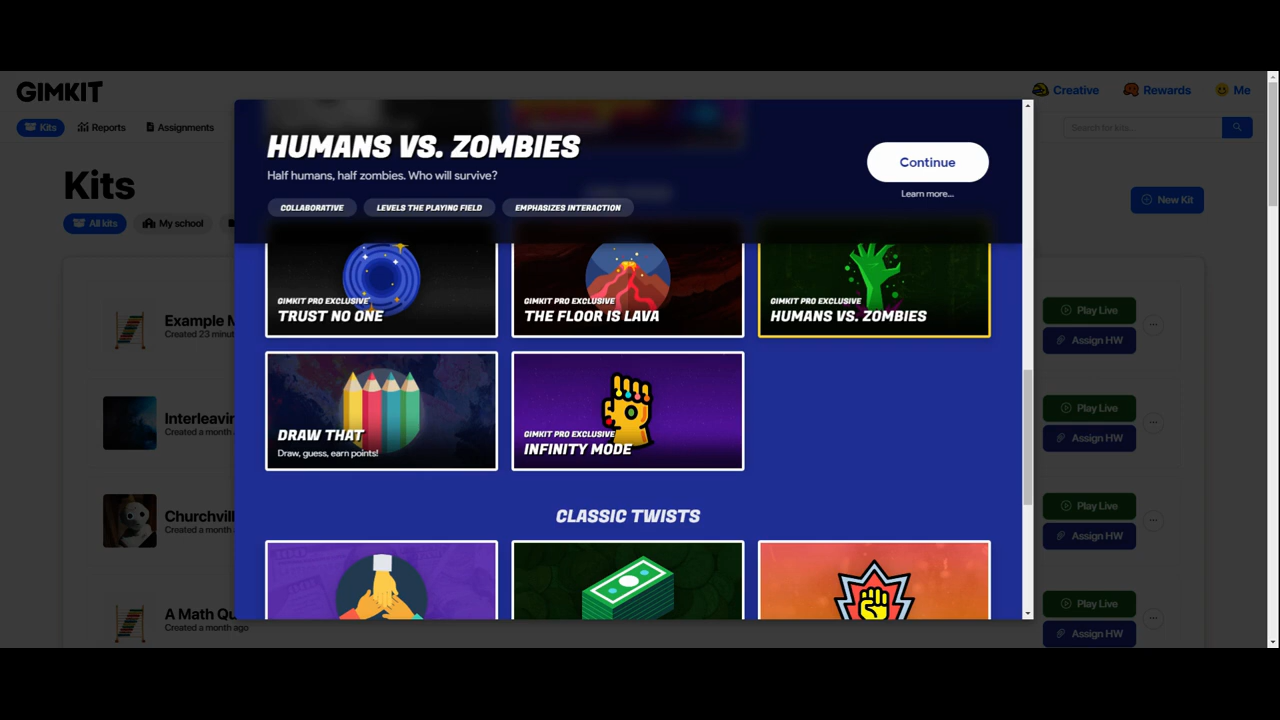 GIMKIT
Creative
Rewards
Me
Kits
Reports
Assignments
Search for kits...
Kits
All kits
My school
New Kit
HUMANS VS. ZOMBIES
Half humans, half zombies. Who will survive?
Continue
Learn more...
COLLABORATIVE
LEVELS THE PLAYING FIELD
EMPHASIZES INTERACTION
GIMKIT PRO EXCLUSIVE
TRUST NO ONE
GIMKIT PRO EXCLUSIVE
THE FLOOR IS LAVA
GIMKIT PRO EXCLUSIVE
HUMANS VS. ZOMBIES
DRAW THAT
Draw, guess, earn points!
GIMKIT PRO EXCLUSIVE
INFINITY MODE
CLASSIC TWISTS
Example
Created 23 minut
Play Live
Assign HW
Interleavin
Created a month
Play Live
Assign HW
Churchvill
Created a month
Play Live
Assign HW
A Math Qu
Created a month ago
Play Live
Assign HW